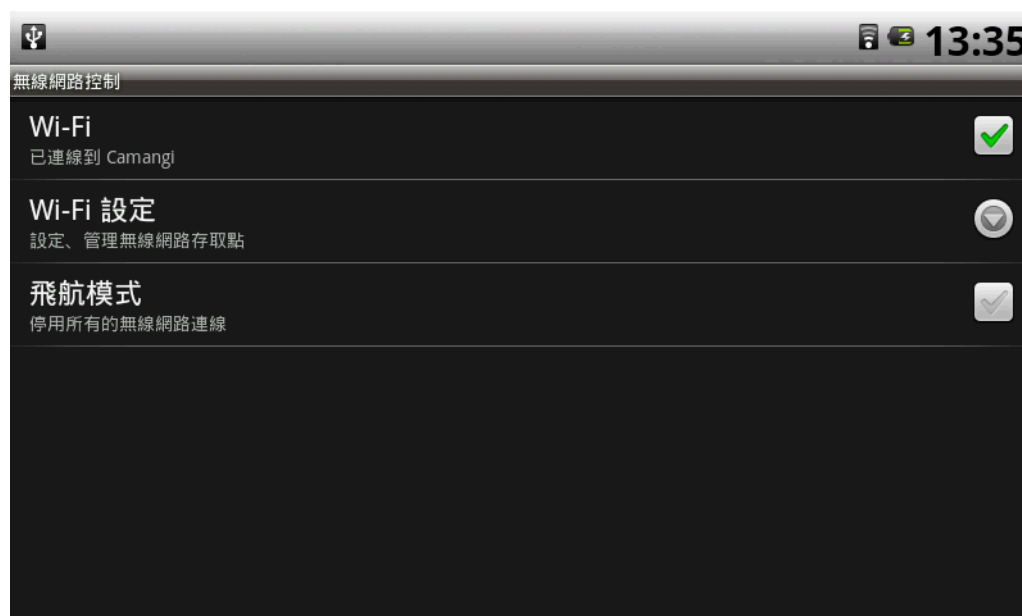 13:35
無線網路控制
Wi-Fi
已連線到 Camangi
Wi-Fi 設定
設定、管理無線網路存取點
飛航模式
停用所有的無線網路連線